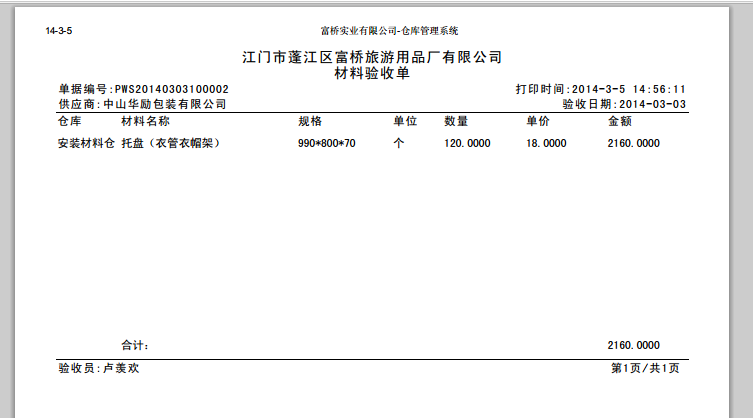 14-3-5 富桥实业有限公司-仓库管理系统
江门市蓬江区富桥旅游用品厂有限公司
材料验收单
单据编号:PWS20140303100002 打印时间:2014-3-5 14:56:11
供应商:中山华励包装有限公司 验收日期:2014-03-03
仓库 材料名称 规格 单位 数量 单价 金额
安装材料仓 托盘（衣管衣帽架） 990*800*70 个 120.0000 18.0000 2160.0000
合计: 2160.0000
验收员:卢羡欢 第1页/共1页